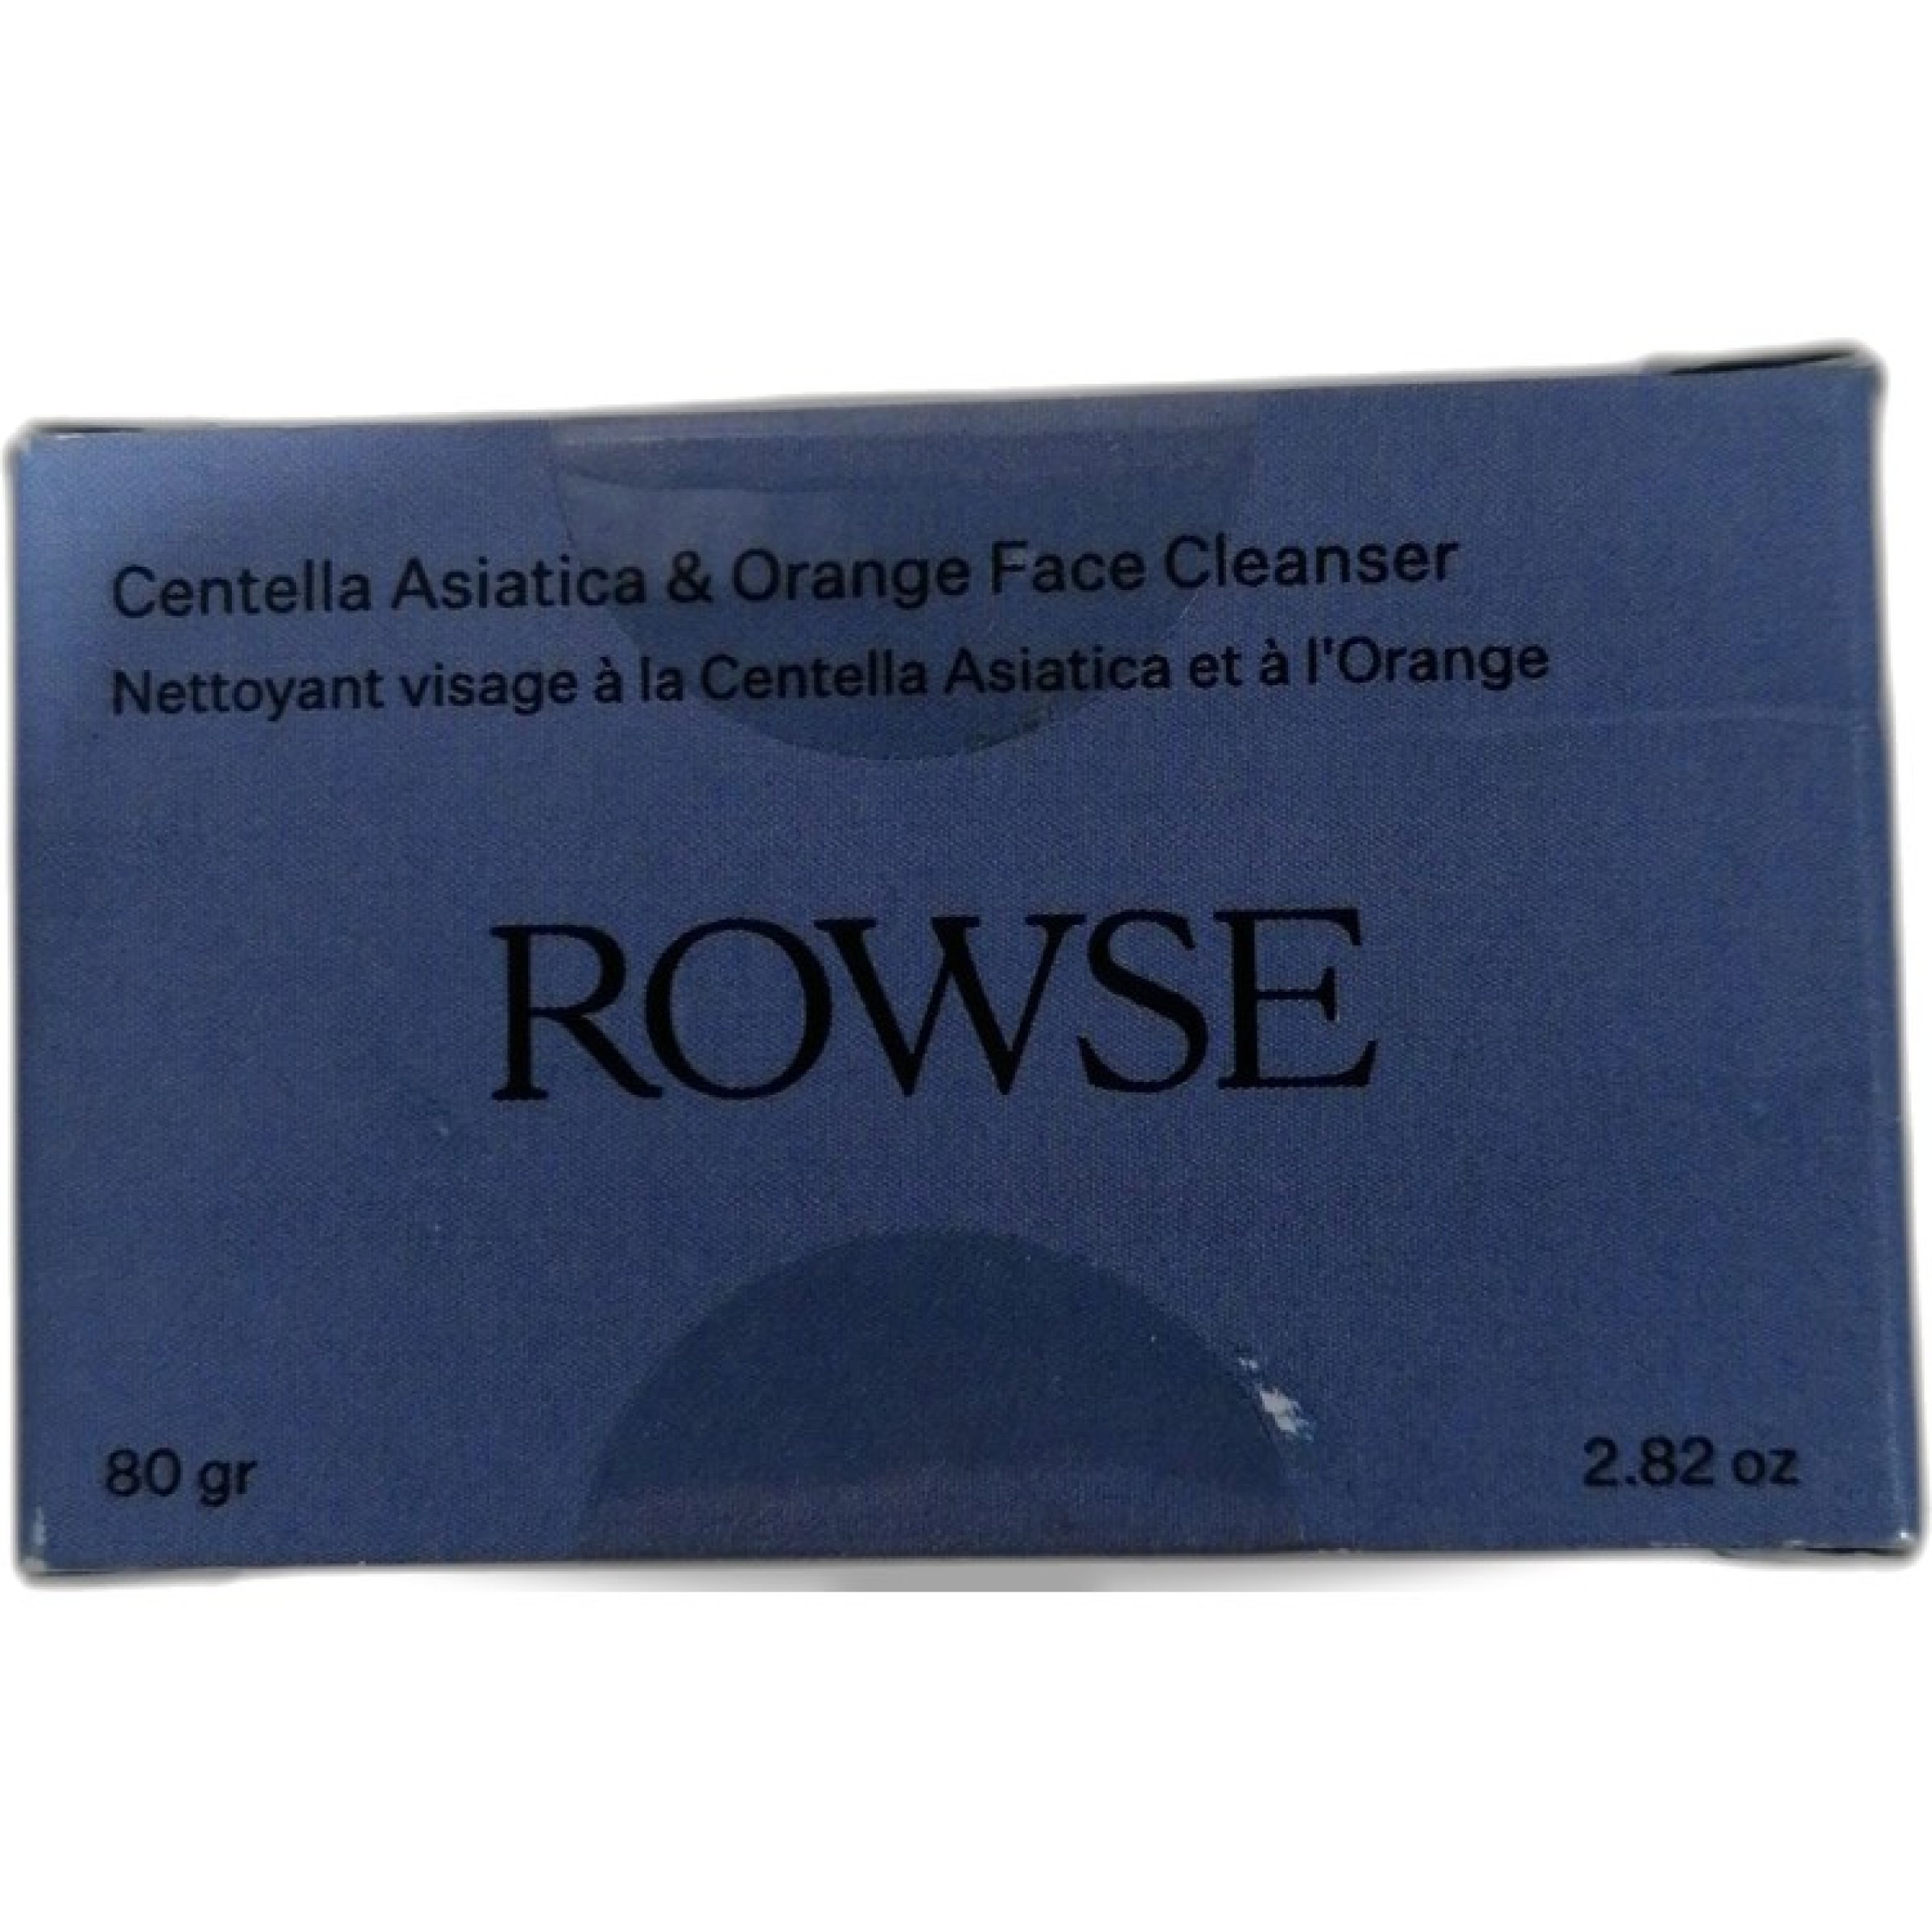 Centella Asiatica & Orange Face Cleanser
Nettoyant visage à la Centella Asiatica et à l'Orange
ROWSE
80 gr
2.82 oz